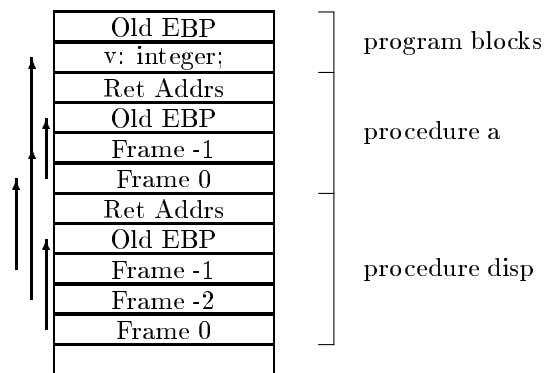 Old EBP
v: integer;
program blocks
Ret Addrs
Old EBP
Frame -1
Frame 0
procedure a
Ret Addrs
Old EBP
Frame -1
Frame -2
Frame 0
procedure disp